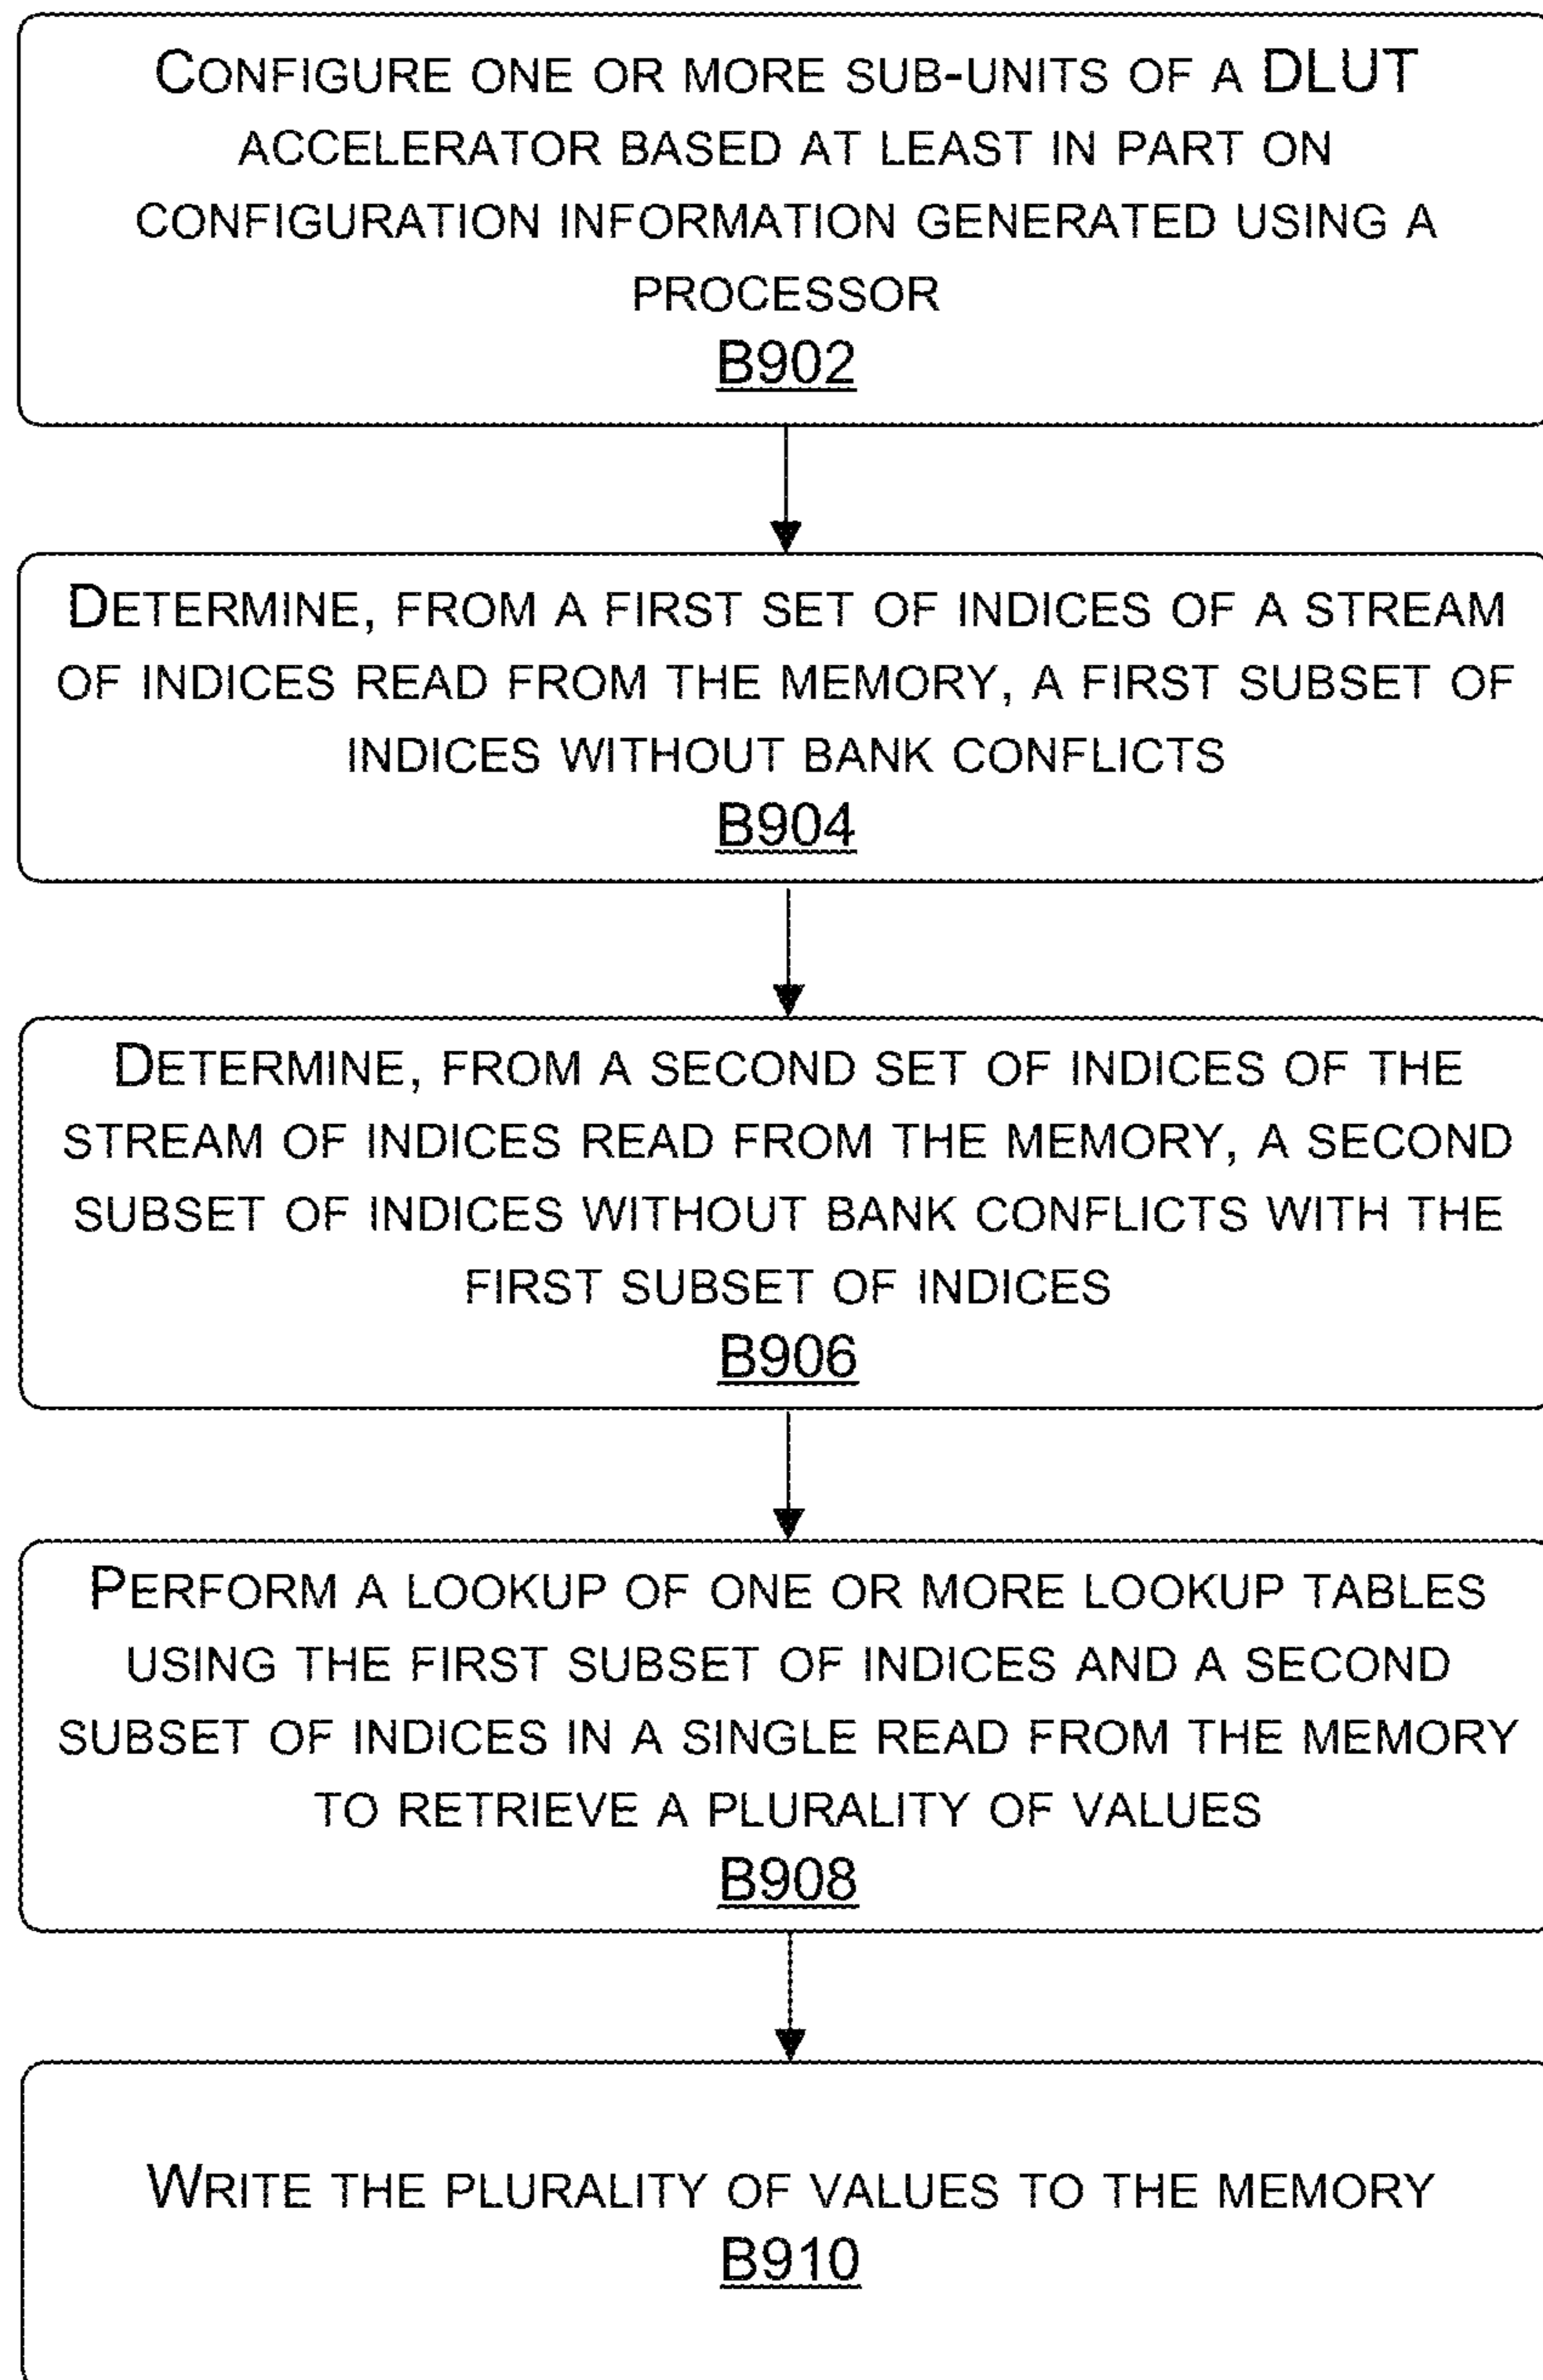 CONFIGURE ONE OR MORE SUB-UNITS OF A DLUT
ACCELERATOR BASED AT LEAST IN PART ON
CONFIGURATION INFORMATION GENERATED USING A
PROCESSOR
B902
DETERMINE, FROM A FIRST SET OF INDICES OF A STREAM
OF INDICES READ FROM THE MEMORY, A FIRST SUBSET OF
INDICES WITHOUT BANK CONFLICTS
B904
DETERMINE, FROM A SECOND SET OF INDICES OF THE
STREAM OF INDICES READ FROM THE MEMORY, A SECOND
SUBSET OF INDICES WITHOUT BANK CONFLICTS WITH THE
FIRST SUBSET OF INDICES
B906
PERFORM A LOOKUP OF ONE OR MORE LOOKUP TABLES
USING THE FIRST SUBSET OF INDICES AND A SECOND
SUBSET OF INDICES IN A SINGLE READ FROM THE MEMORY
TO RETRIEVE A PLURALITY OF VALUES
B908
WRITE THE PLURALITY OF VALUES TO THE MEMORY
B910